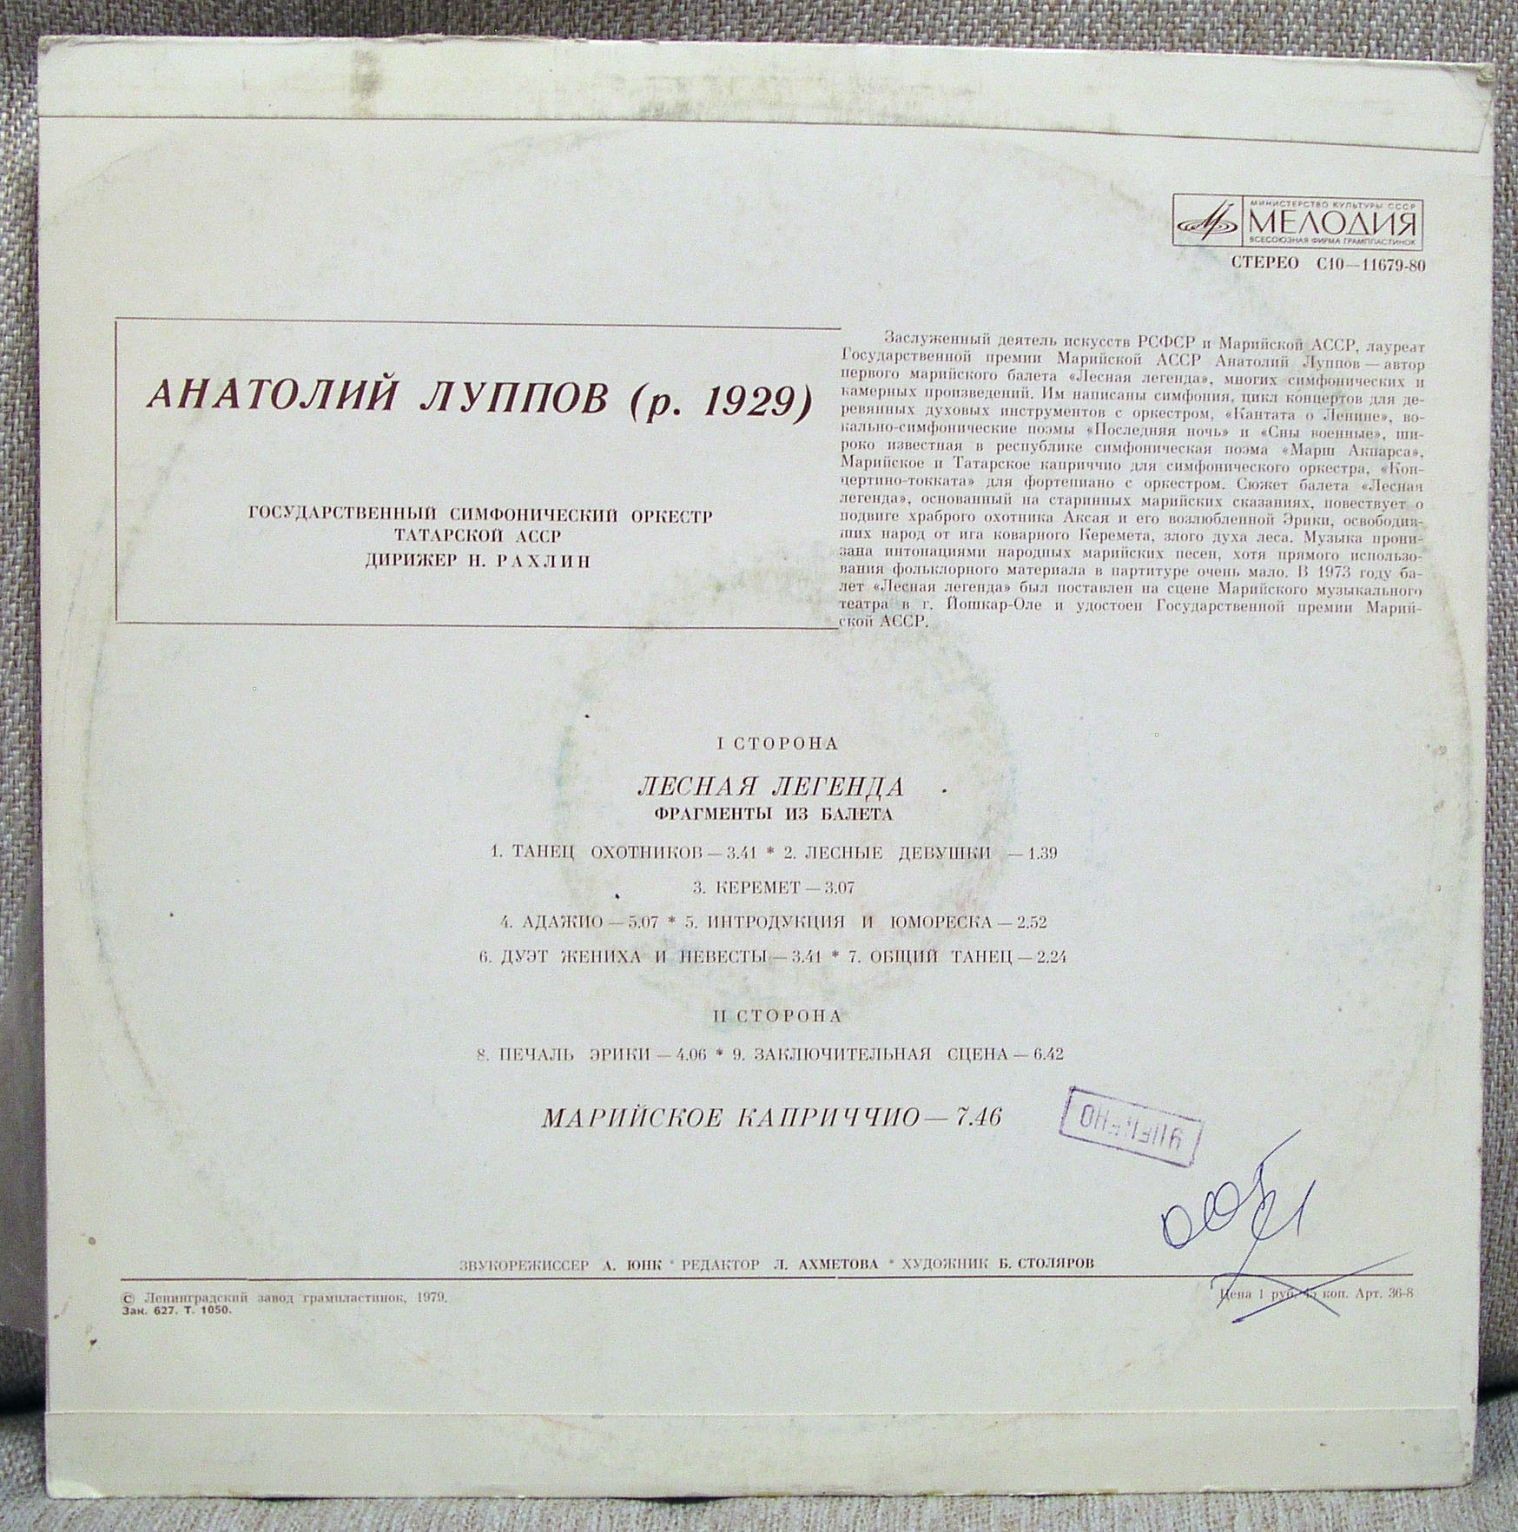 МИНИСТЕРСТВО КУЛЬТУРЫ СССР
МЕЛОДИЯ
ВСЕСОЮЗНАЯ ФИРМА ГРАМПЛАСТИНОК
СТЕРЕО С10—11679-80
АНАТОЛИЙ ЛУППОВ (р. 1929)
ГОСУДАРСТВЕННЫЙ СИМФОНИЧЕСКИЙ ОРКЕСТР
ТАТАРСКОЙ АССР
ДИРИЖЕР Н. РАХЛИН
Заслуженный деятель искусств РСФСР и Марийской АССР, лауреат
Государственной премии Марийской АССР Анатолий Луппов — автор
первого марийского балета «Лесная легенда», многих симфонических и
камерных произведений. Им написаны симфония, цикл концертов для де-
ревянных духовых инструментов с оркестром, «Кантата о Ленине», во-
кально-симфонические поэмы «Последняя ночь» и «Сны военные», ши-
роко известная в республике симфоническая поэма «Марш Акпарса»,
Марийское и Татарское каприччио для симфонического оркестра, «Кон-
чертино-токката» для фортепиано с оркестром. Сюжет балета «Лесная
легенда», основанный на старинных марийских сказаниях, повествует о
подвиге храброго охотника Аксая и его возлюбленной Эрики, освободив-
ших народ от ига коварного Керемета, злого духа леса. Музыка прони-
зана интонациями народных марийских песен, хотя прямого использо-
вания фольклорного материала в партитуре очень мало. В 1973 году ба-
лет «Лесная легенда» был поставлен на сцене Марийского музыкального
театра в г. Йошкар-Оле и удостоен Государственной премии Марий-
ской АССР.
I СТОРОНА
ЛЕСНАЯ ЛЕГЕНДА
ФРАГМЕНТЫ ИЗ БАЛЕТА
1. ТАНЕЦ ОХОТНИКОВ — 3.41 * 2. ЛЕСНЫЕ ДЕВУШКИ — 1.39
3. КЕРЕМЕТ — 3.07
4. АДАЖИО — 5.07 * 5. ИНТРОДУКЦИЯ И ЮМОРЕСКА — 2.52
6. ДУЭТ ЖЕНИХА И НЕВЕСТЫ — 3.41 * 7. ОБЩИЙ ТАНЕЦ — 2.24
II СТОРОНА
8. ПЕЧАЛЬ ЭРИКИ — 4.06 * 9. ЗАКЛЮЧИТЕЛЬНАЯ СЦЕНА — 6.42
МАРИЙСКОЕ КАПРИЧЧИО — 7.46
УЦЕНЕНО
ЗВУКОРЕЖИССЕР А. ЮНК * РЕДАКТОР Л. АХМЕТОВА * ХУДОЖНИК Б. СТОЛЯРОВ
© Ленинградский завод грампластинок, 1979.
Зак. 627. Т. 1050.
Цена 1 руб. коп. Арт. 36-8